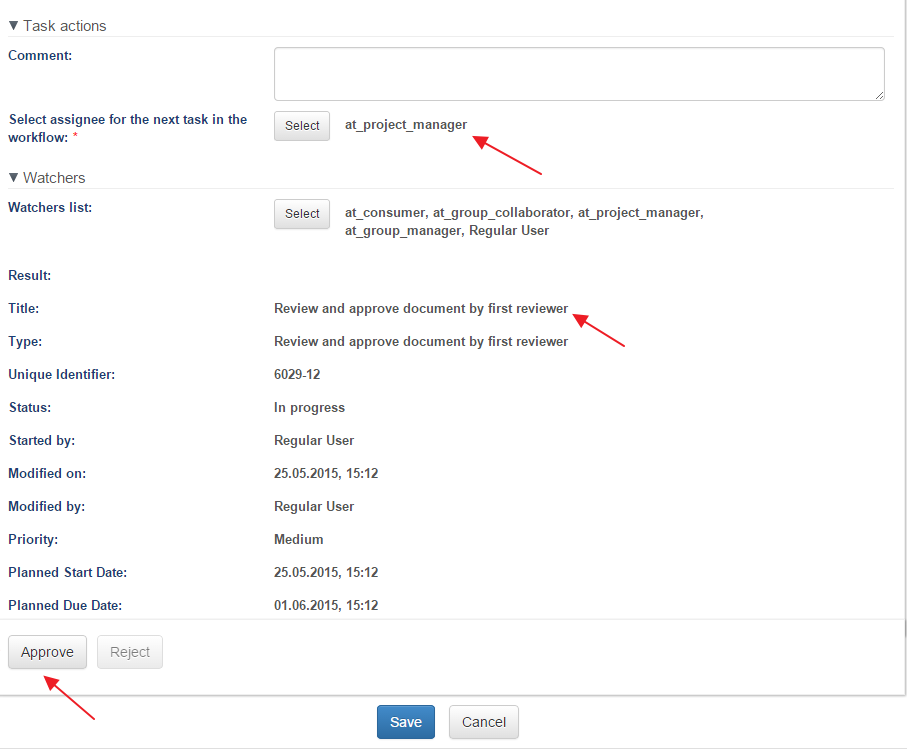 ▼ Task actions
Comment:
Select assignee for the next task in the
workflow: *
Select at_project_manager
▼ Watchers
Watchers list:
Select at_consumer, at_group_collaborator, at_project_manager,
at_group_manager, Regular User
Result:
Title: Review and approve document by first reviewer
Type: Review and approve document by first reviewer
Unique Identifier: 6029-12
Status: In progress
Started by: Regular User
Modified on: 25.05.2015, 15:12
Modified by: Regular User
Priority: Medium
Planned Start Date: 25.05.2015, 15:12
Planned Due Date: 01.06.2015, 15:12
Approve Reject
Save Cancel